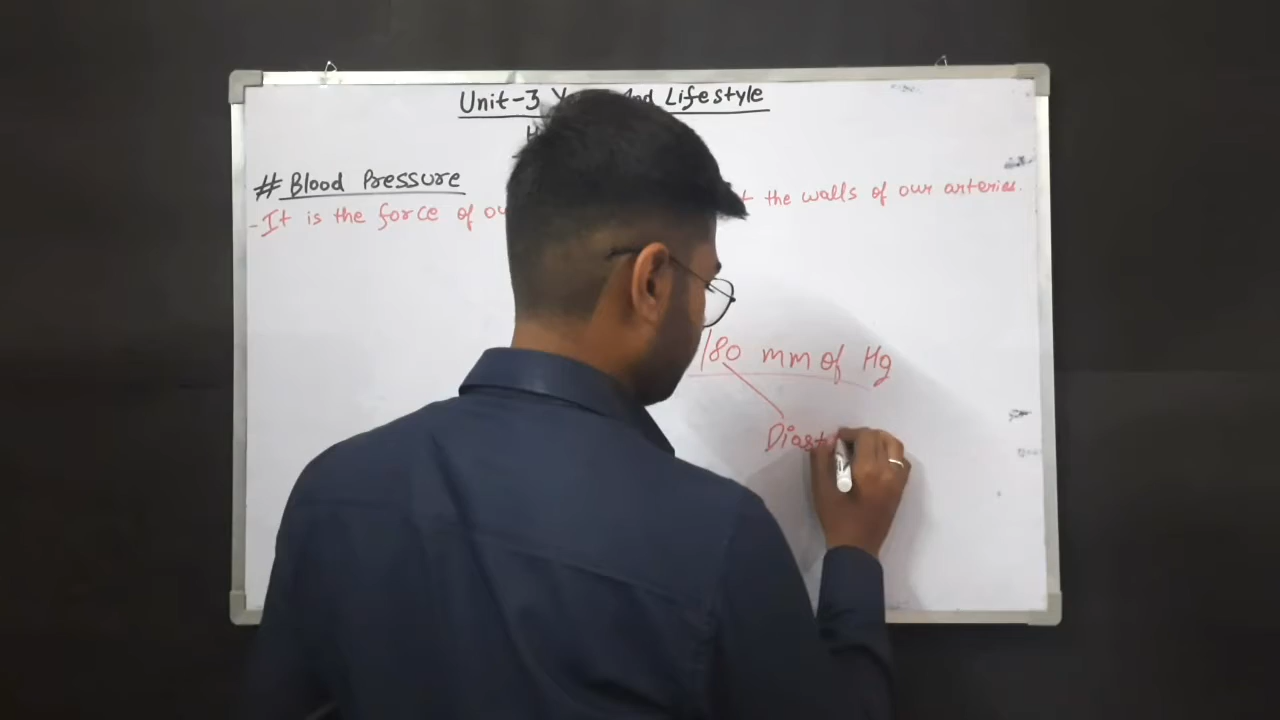 Unit-3 And Lifestyle
# Blood Pressure
-It is the force of the walls of our arteries.
/80 mm of Hg
Diast